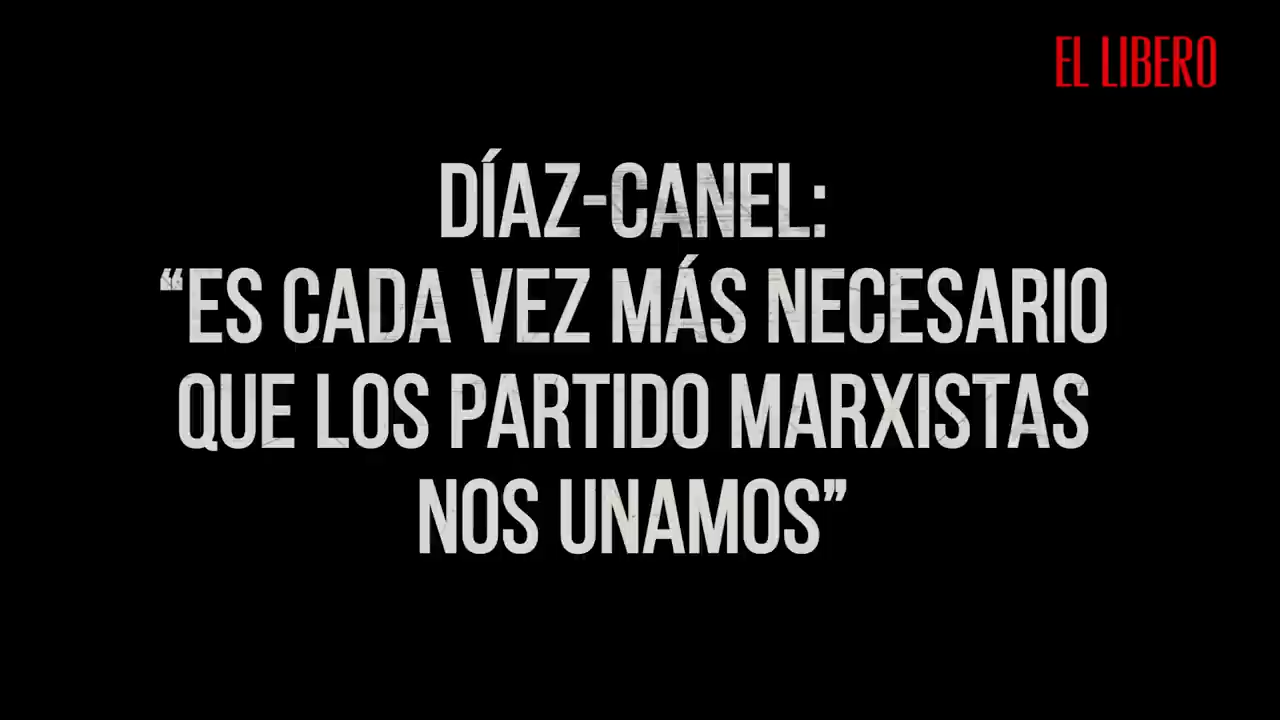 EL LIBERO
DÍAZ-CANEL:
“ES CADA VEZ MÁS NECESARIO
QUE LOS PARTIDO MARXISTAS
NOS UNAMOS”